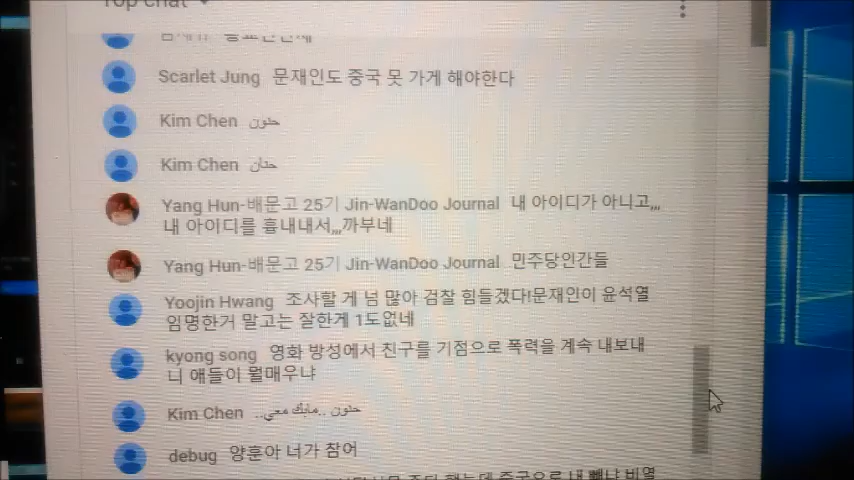 Top chat
Scarlet Jung 문재인도 중국 못 가게 해야한다
Kim Chen حلون
Kim Chen
Yang Hun-배문고 25기 Jin-WanDoo Journal 내 아이디가 아니고,,,
내 아이디를 흉내내서,,,까부네
Yang Hun-배문고 25기 Jin-WanDoo Journal 민주당인간들
Yoojin Hwang 조사할 게 넘 많아 검찰 힘들겠다!문재인이 윤석열
임명한거 말고는 잘한게 1도없네
kyong song 영화 방성에서 친구를 기점으로 폭력을 계속 내보내
니 애들이 뭘매우냐
Kim Chen حلون ..مابك معي..
debug 양훈아 너가 참어